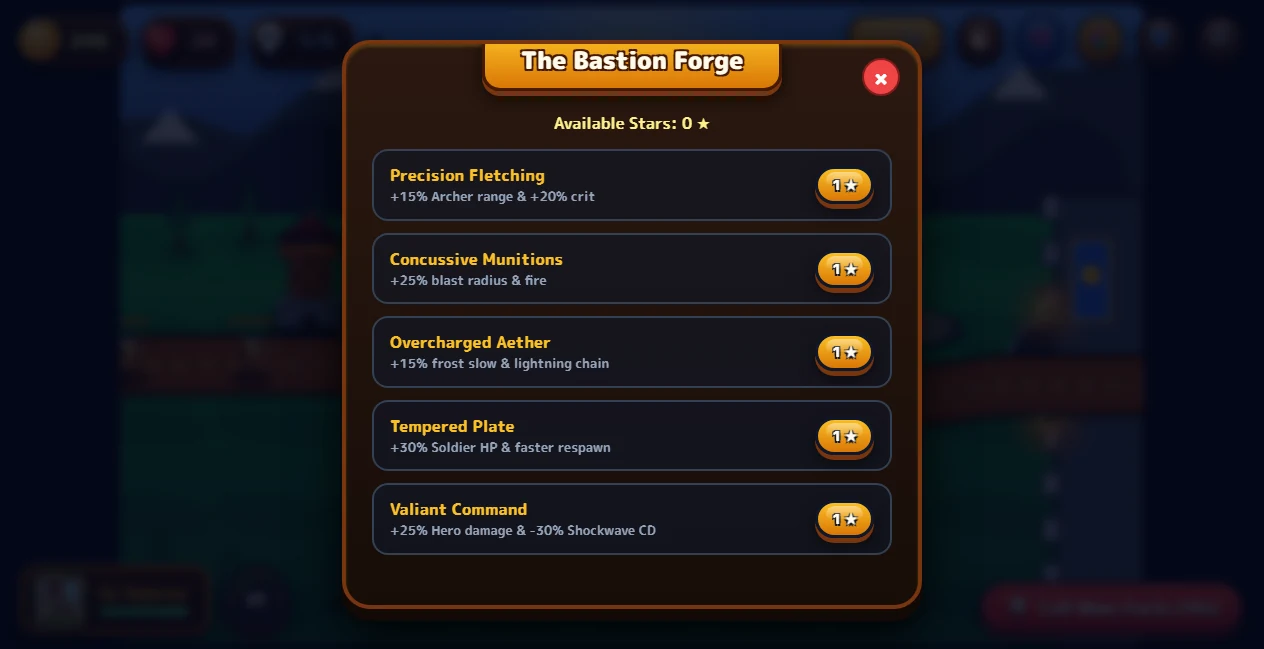 The Bastion Forge
Available Stars: 0 ★
Precision Fletching
+15% Archer range & +20% crit
1 ★
Concussive Munitions
+25% blast radius & fire
1 ★
Overcharged Aether
+15% frost slow & lightning chain
1 ★
Tempered Plate
+30% Soldier HP & faster respawn
1 ★
Valiant Command
+25% Hero damage & -30% Shockwave CD
1 ★